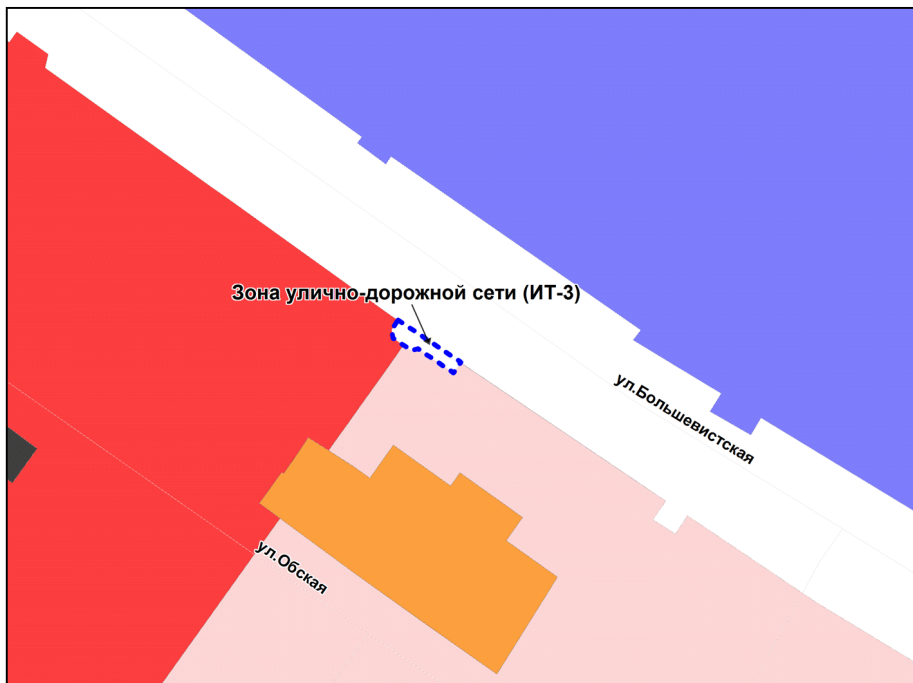 Зона улично-дорожной сети (ИТ-3)
ул.Большевистская
ул.Обская